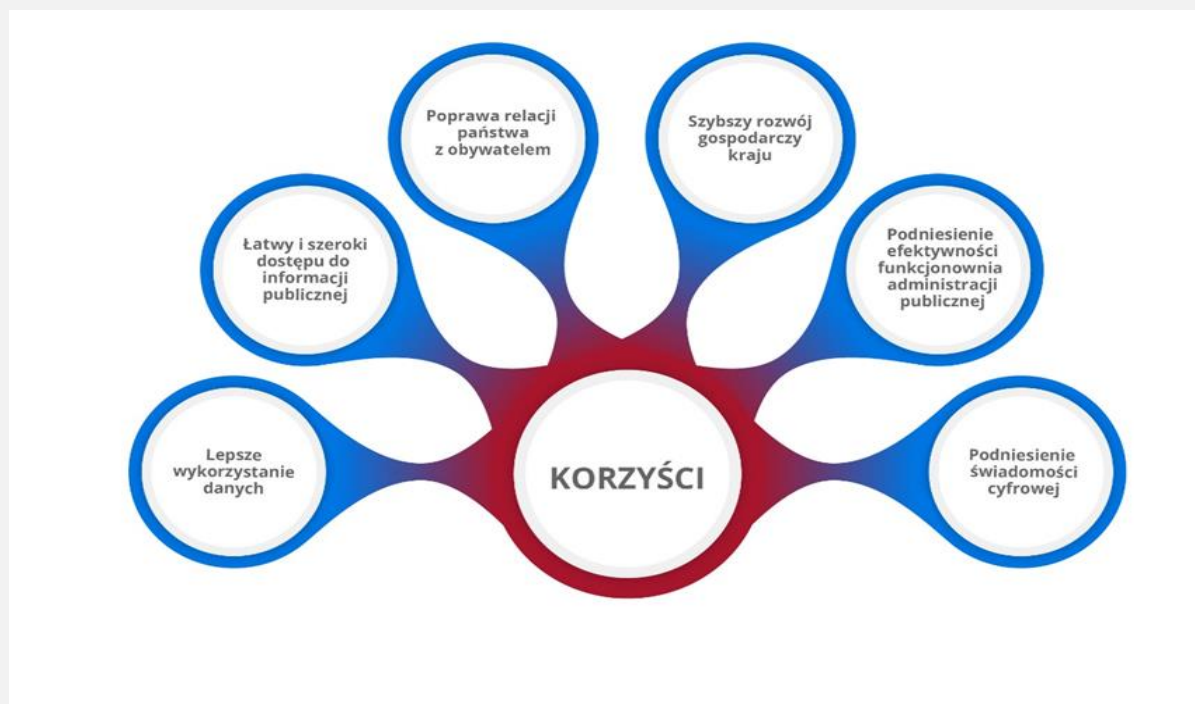 Poprawa relacji
państwa
z obywatelem
Szybszy rozwój
gospodarczy
kraju
Łatwy i szeroki
dostępu do
informacji
publicznej
Podniesienie
efektywności
funkcjonownia
administracji
publicznej
Lepsze
wykorzystanie
danych
KORZYŚCI
Podniesienie
świadomości
cyfrowej